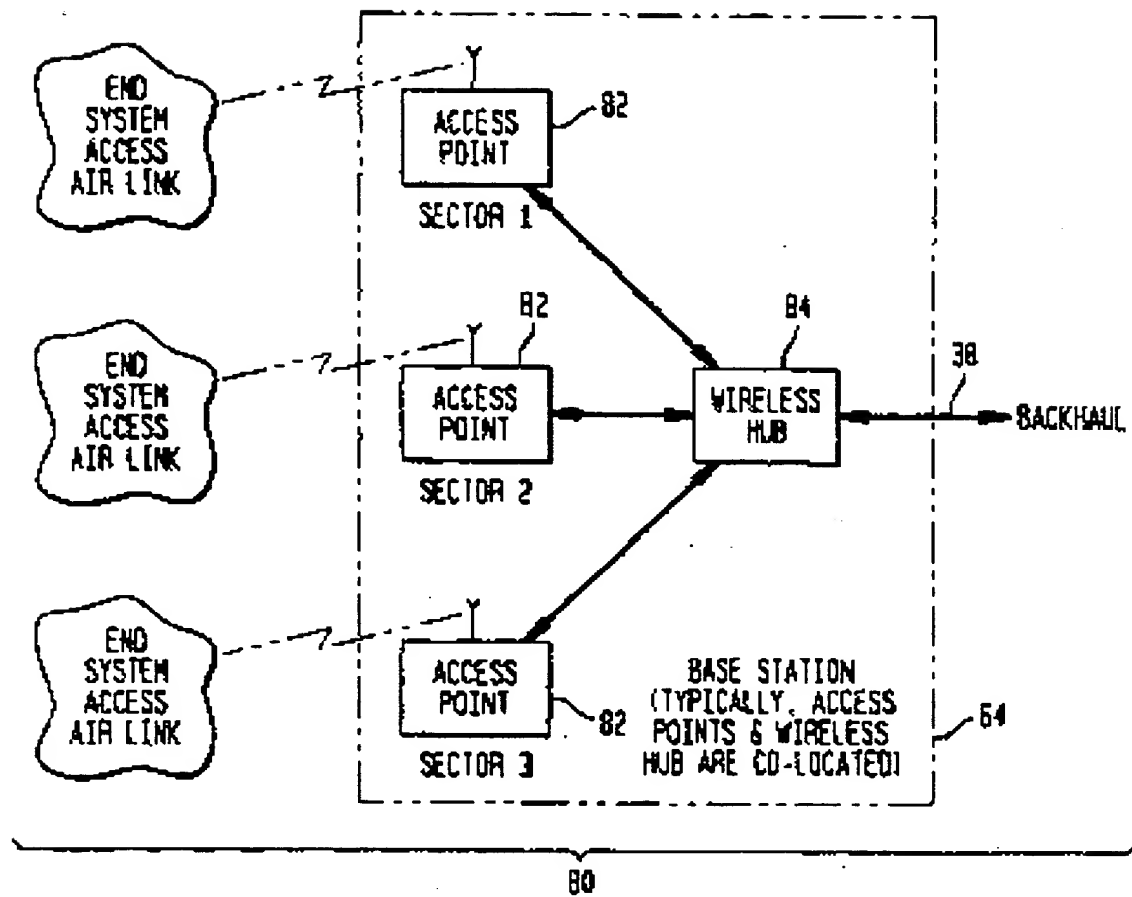 END
SYSTEM
ACCESS
AIR LINK
ACCESS
POINT
82
SECTOR 1
END
SYSTEM
ACCESS
AIR LINK
82
ACCESS
POINT
SECTOR 2
84
WIRELESS
HUB
38
BACKHAUL
END
SYSTEM
ACCESS
AIR LINK
ACCESS
POINT
82
SECTOR 3
BASE STATION
(TYPICALLY, ACCESS
POINTS & WIRELESS
HUB ARE CO-LOCATED)
64
80